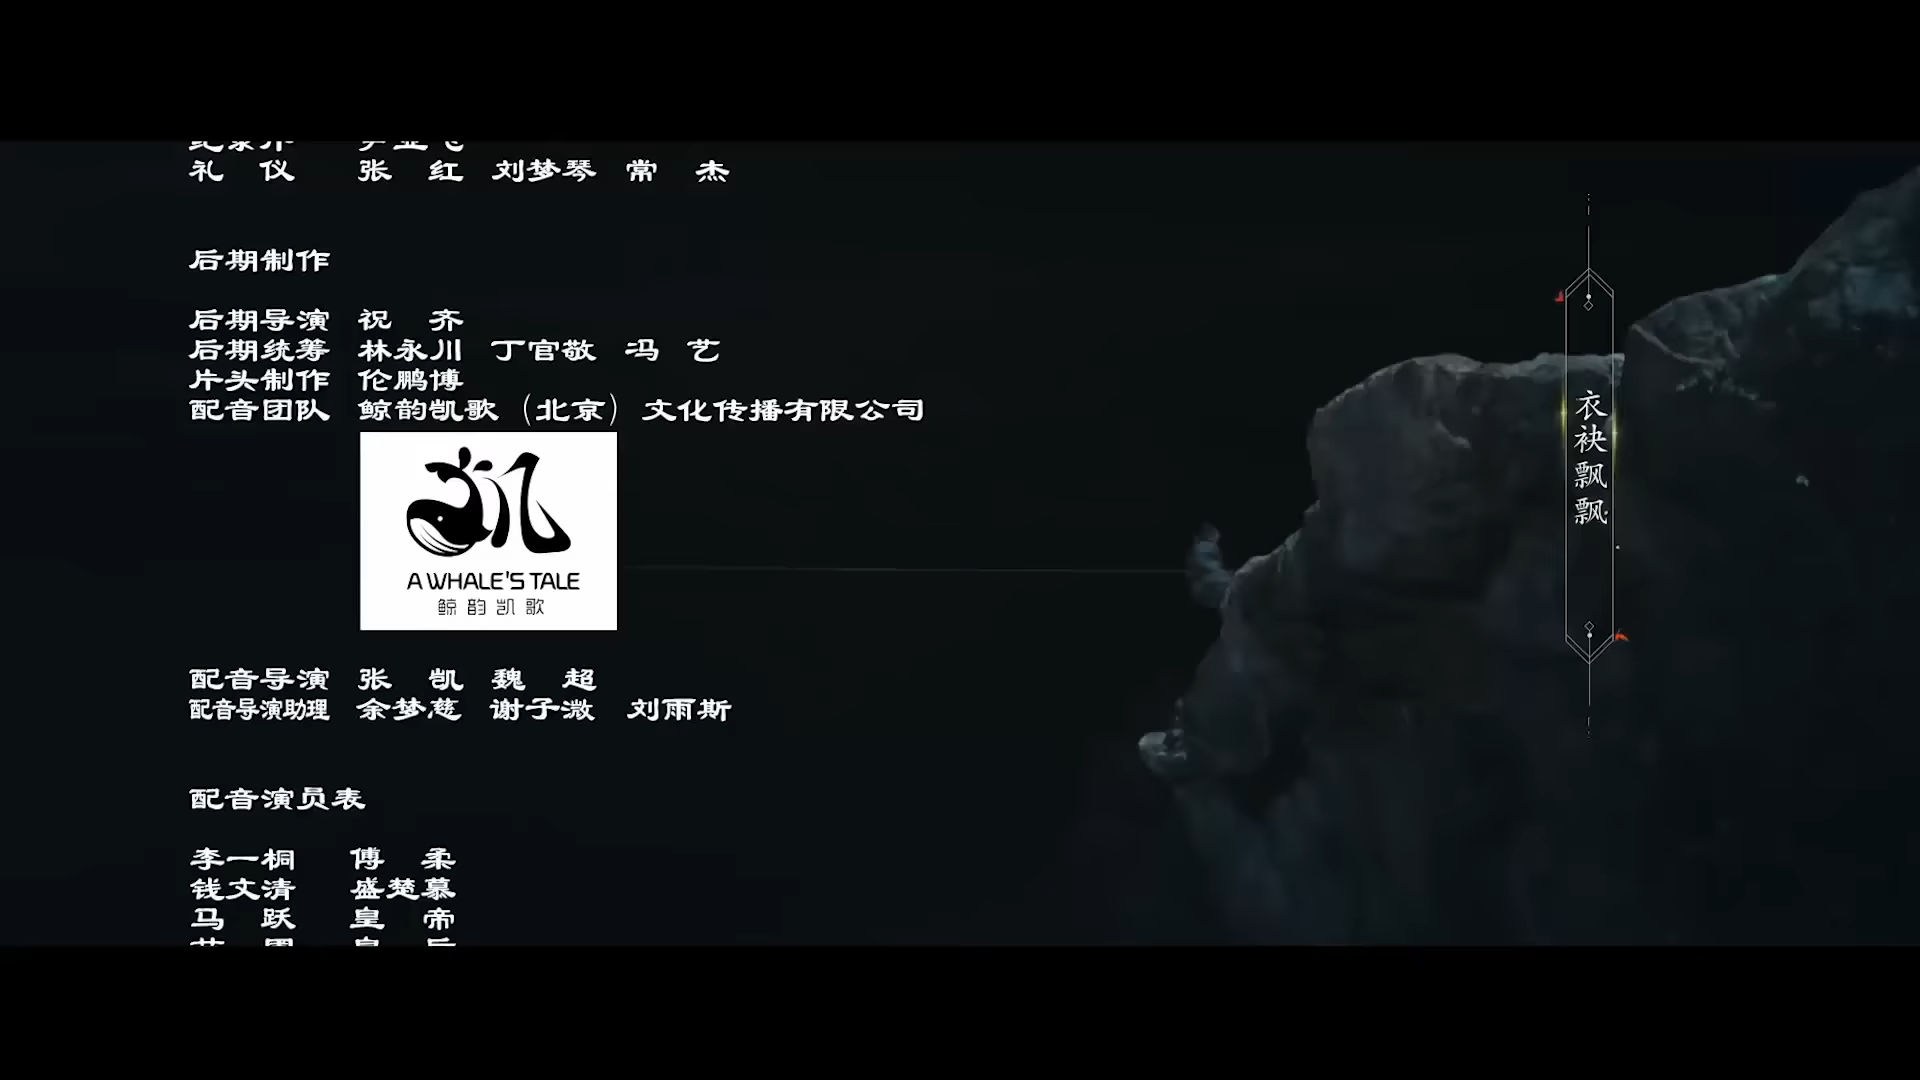 礼 仪 张 红 刘梦琴 常 杰
后期制作
后期导演 祝 齐
后期统筹 林永川 丁官敬 冯 艺
片头制作 伦鹏博
配音团队 鲸韵凯歌（北京）文化传播有限公司
凯
A WHALE'S TALE
鲸韵凯歌
配音导演 张 凯 魏 超
配音导演助理 余梦慈 谢子溦 刘雨斯
配音演员表
李一桐 傅 柔
钱文清 盛楚慕
马 跃 皇 帝
衣袂飘飘